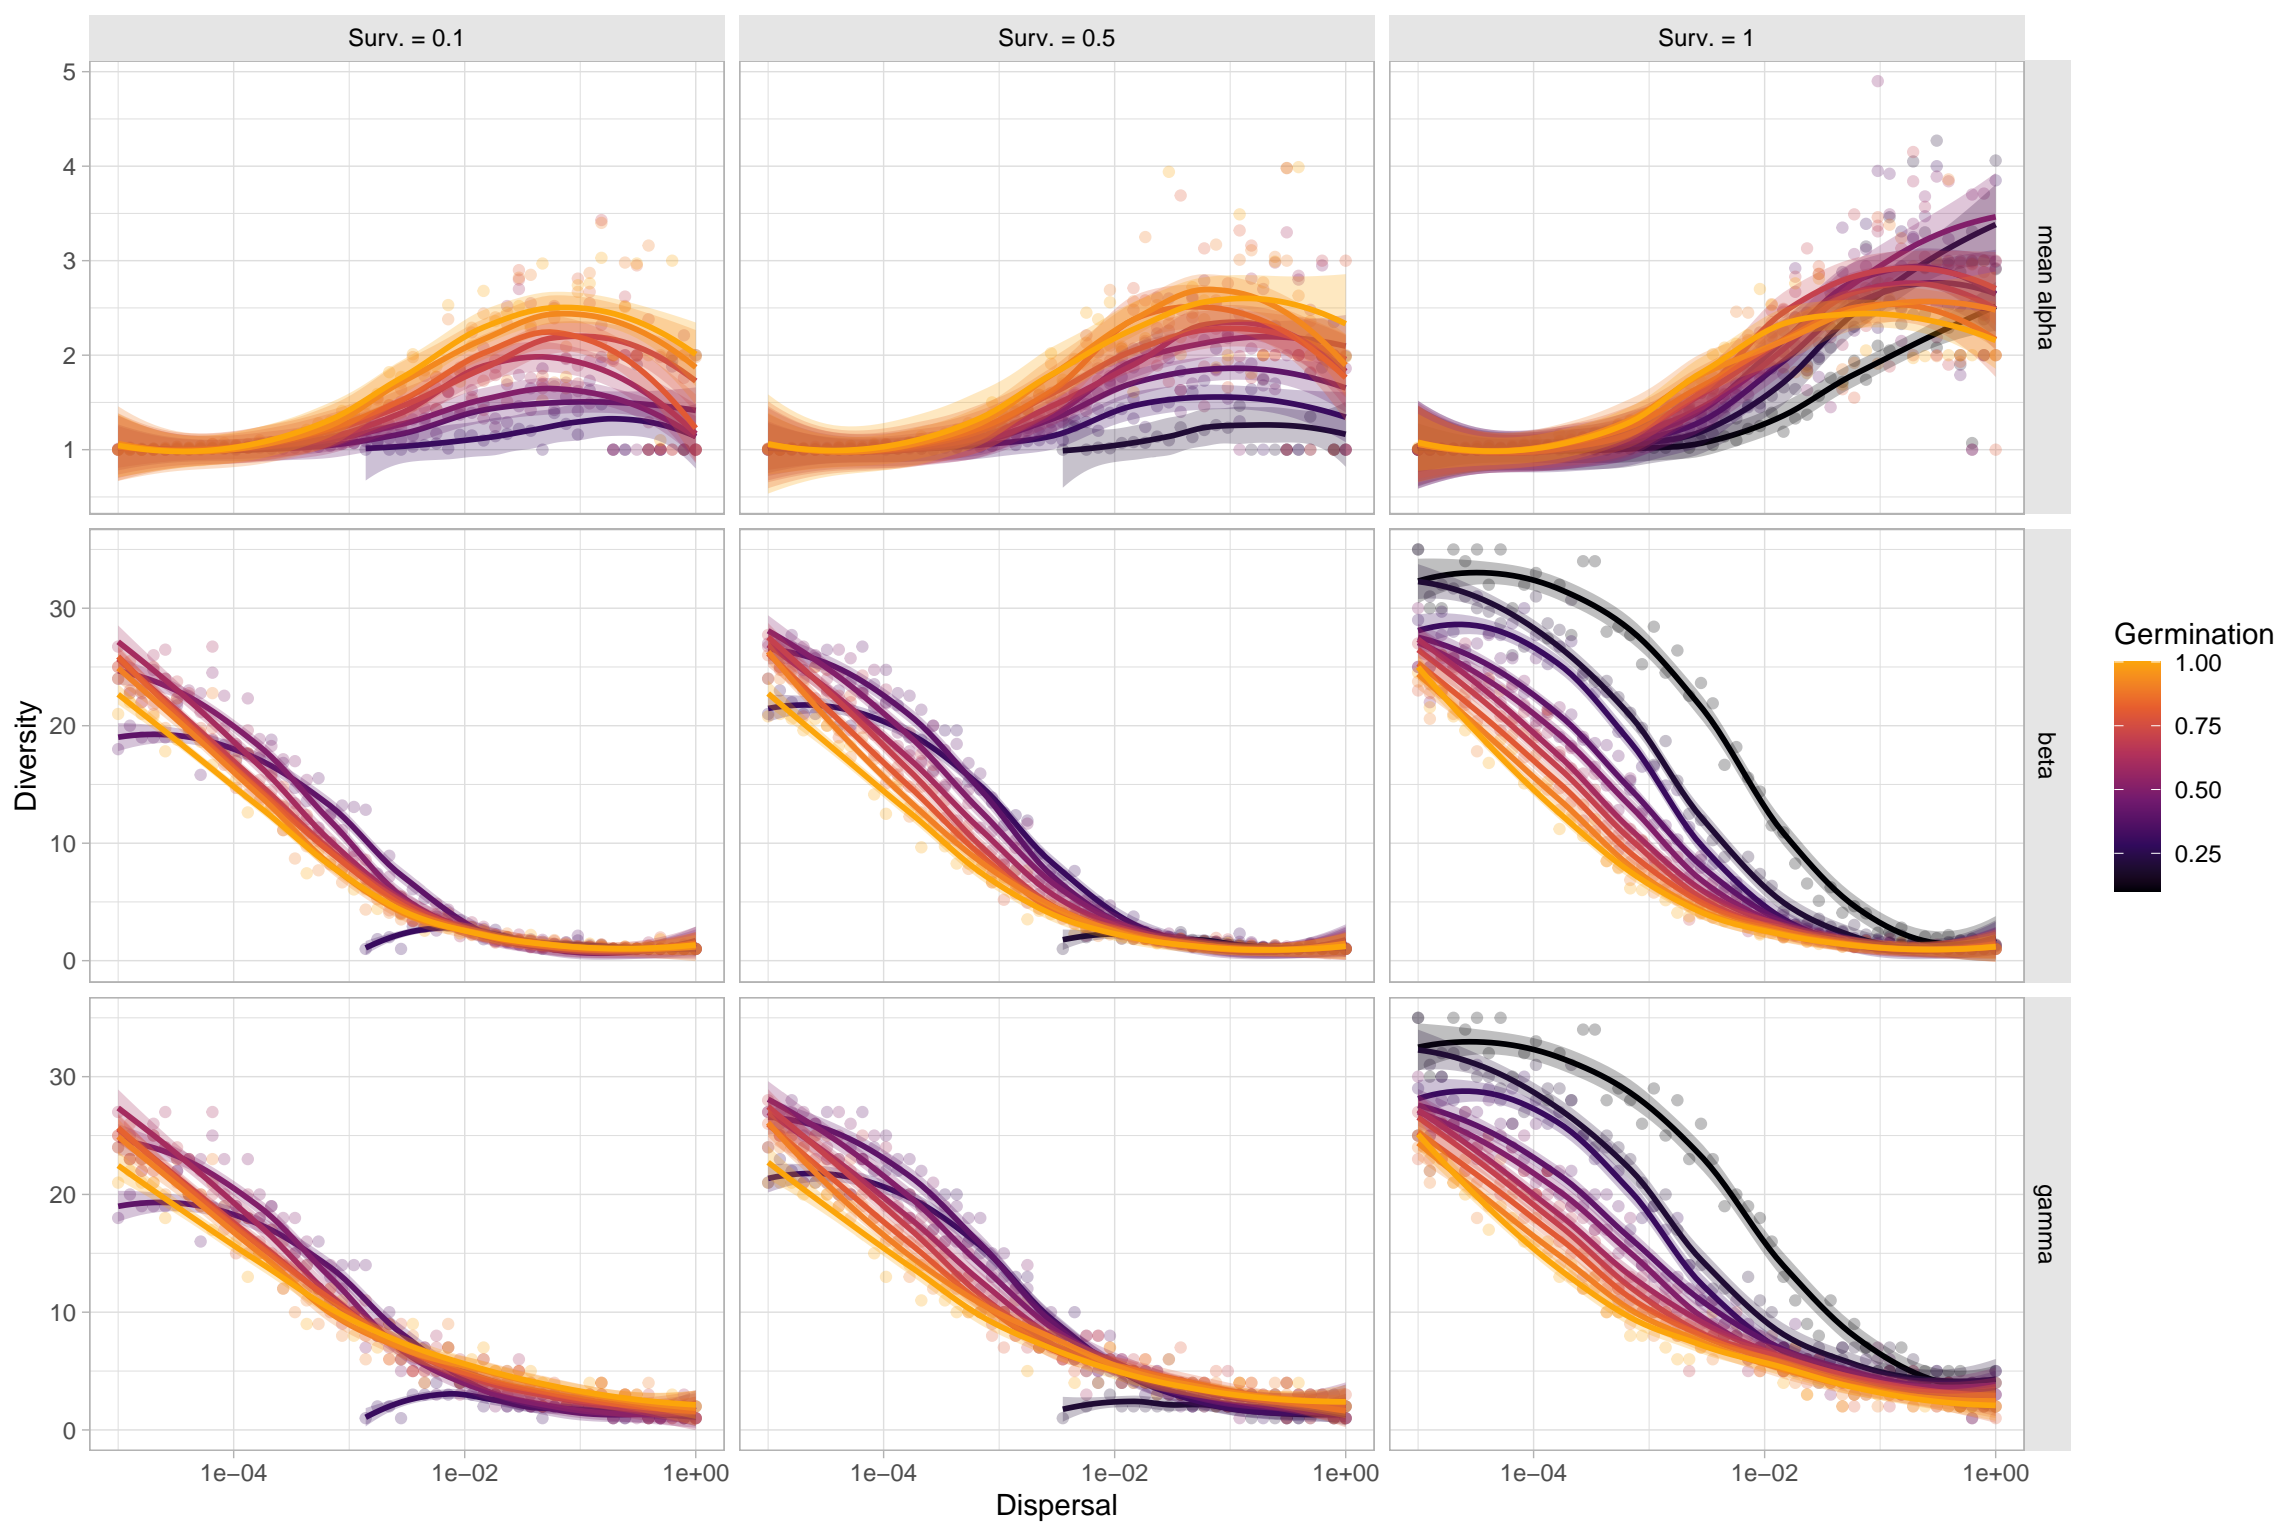 Surv. = 0.1
Surv. = 0.5
Surv. = 1
5
4
3
2
1
mean alpha
30
20
10
0
beta
30
20
10
0
gamma
Diversity
1e−04
1e−02
1e+00
1e−04
1e−02
1e+00
1e−04
1e−02
1e+00
Dispersal
Germination
1.00
0.75
0.50
0.25